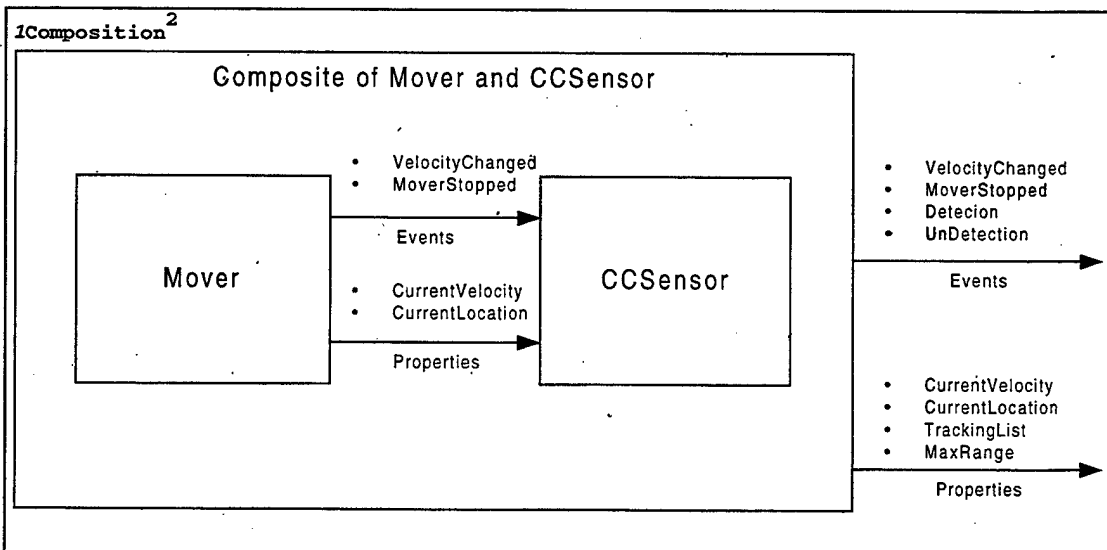 1Composition2
Composite of Mover and CCSensor
• VelocityChanged
• MoverStopped
Events
Mover
• CurrentVelocity
• CurrentLocation
Properties
CCSensor
• VelocityChanged
• MoverStopped
• Detecion
• UnDetection
Events
• CurrentVelocity
• CurrentLocation
• TrackingList
• MaxRange
Properties